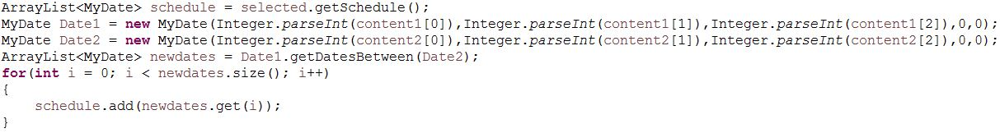 ArrayList<MyDate> schedule = selected.getSchedule();
MyDate Date1 = new MyDate(Integer.parseInt(content1[0]),Integer.parseInt(content1[1]),Integer.parseInt(content1[2]),0,0);
MyDate Date2 = new MyDate(Integer.parseInt(content2[0]),Integer.parseInt(content2[1]),Integer.parseInt(content2[2]),0,0);
ArrayList<MyDate> newdates = Date1.getDatesBetween(Date2);
for(int i = 0; i < newdates.size(); i++)
{
    schedule.add(newdates.get(i));
}